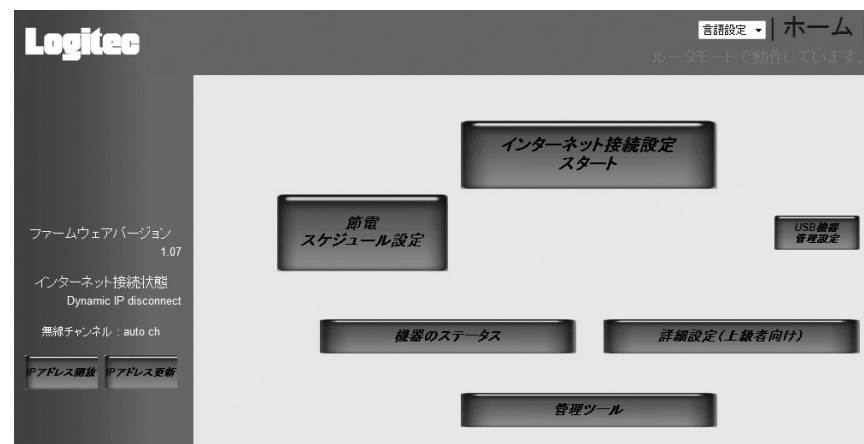 Logitec
言語設定
ホーム
ルータモードで動作しています。
インターネット接続設定
スタート
節電
スケジュール設定
USB機器
管理設定
ファームウェアバージョン
1.07
インターネット接続状態
Dynamic IP disconnect
無線チャンネル : auto ch
機器のステータス
詳細設定(上級者向け)
IPアドレス開放
IPアドレス更新
管理ツール